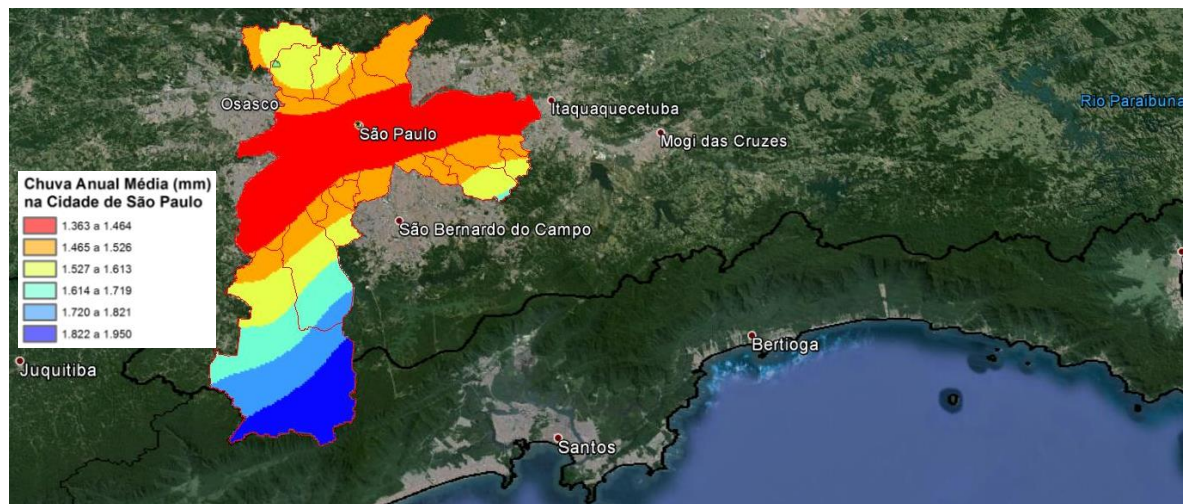 Osasco
Itaquaquecetuba
Rio Paraibuna
São Paulo
Mogi das Cruzes
Chuva Anual Média (mm)
na Cidade de São Paulo
1.363 a 1.464
1.465 a 1.526
1.527 a 1.613
1.614 a 1.719
1.720 a 1.821
1.822 a 1.950
São Bernardo do Campo
Bertioga
Juquitiba
Santos